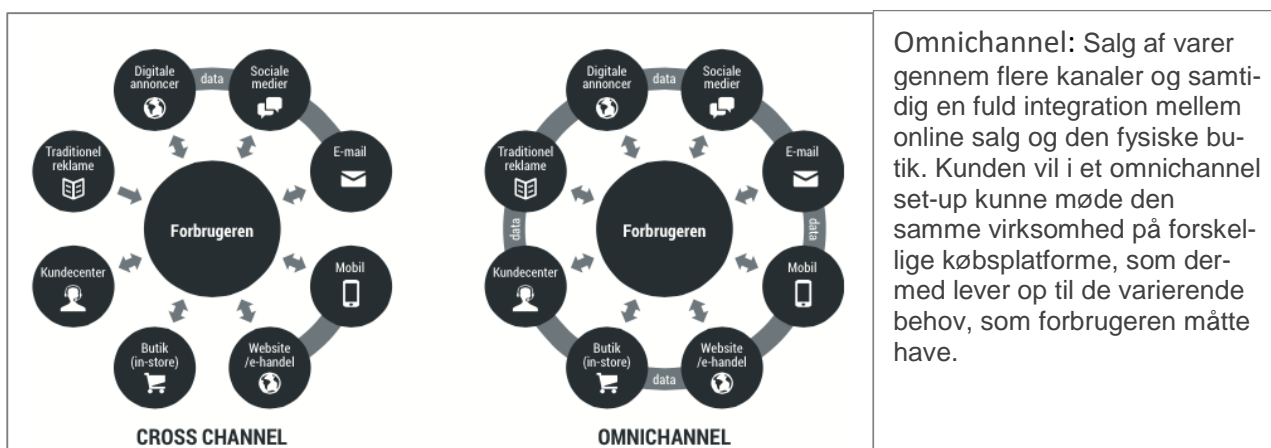 Digitale
annoncer
data
Sociale
medier
Traditionel
reklame
E-mail
Forbrugeren
Kundecenter
Mobil
Butik
(in-store)
Website
/e-handel
CROSS CHANNEL
Digitale
annoncer
Sociale
medier
Traditionel
reklame
E-mail
data
Forbrugeren
data
Kundecenter
Mobil
Butik
(in-store)
Website
/e-handel
data
OMNICHANNEL
Omnichannel: Salg af varer
gennem flere kanaler og samti-
dig en fuld integration mellem
online salg og den fysiske bu-
tik. Kunden vil i et omnichannel
set-up kunne møde den
samme virksomhed på forskel-
lige købsplatforme, som der-
med lever op til de varierende
behov, som forbrugeren måtte
have.